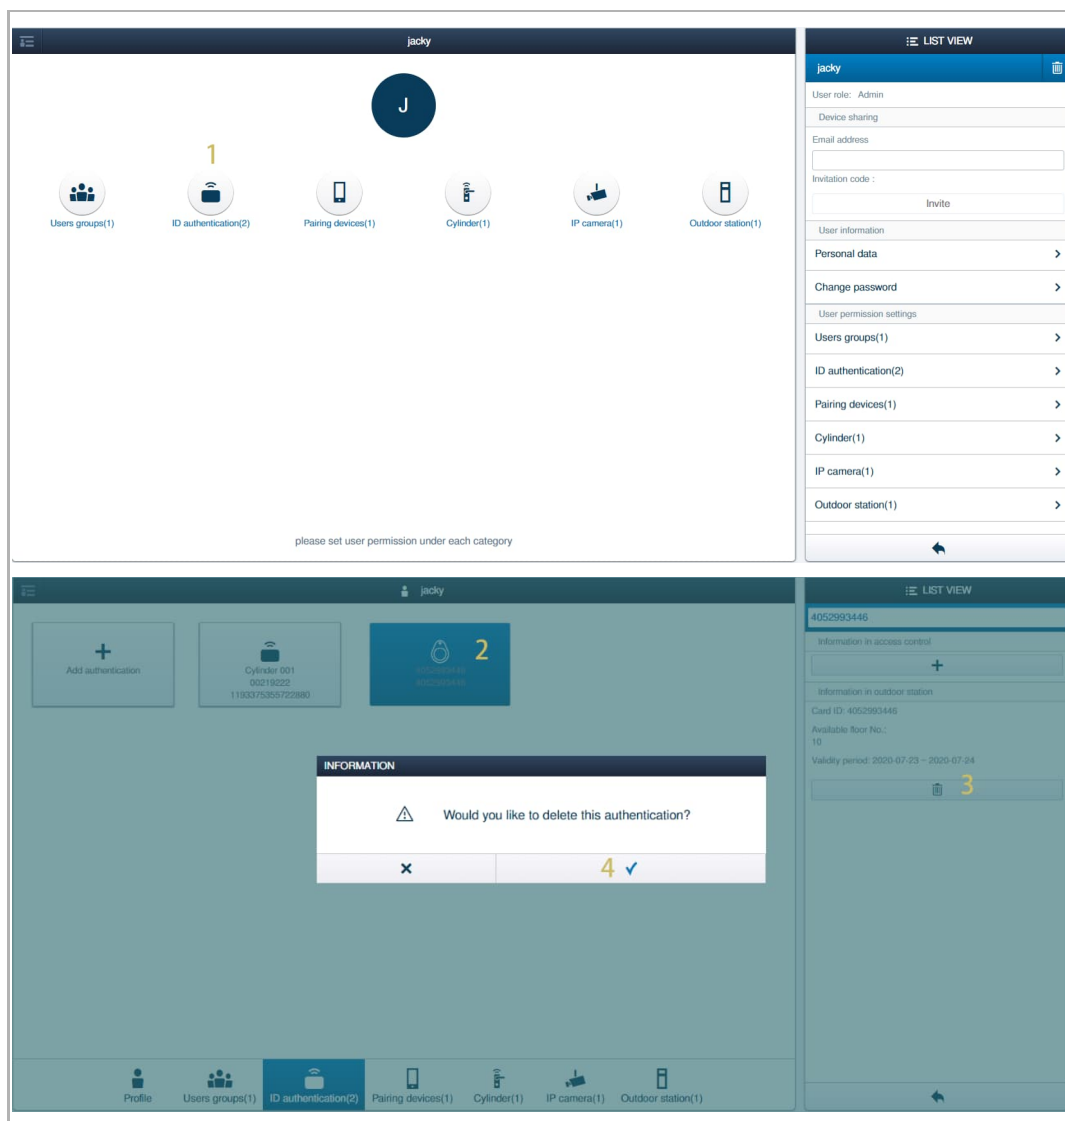 jacky
J
1
Users groups(1)
ID authentication(2)
Pairing devices(1)
Cylinder(1)
IP camera(1)
Outdoor station(1)
please set user permission under each category
LIST VIEW
jacky
User role: Admin
Device sharing
Email address
Invitation code :
Invite
User information
Personal data
Change password
User permission settings
Users groups(1)
ID authentication(2)
Pairing devices(1)
Cylinder(1)
IP camera(1)
Outdoor station(1)
jacky
Add authentication
Cylinder 001
00219222
1193375355722880
2
4052993446
4052993446
INFORMATION
Would you like to delete this authentication?
4
Profile
Users groups(1)
ID authentication(2)
Pairing devices(1)
Cylinder(1)
IP camera(1)
Outdoor station(1)
LIST VIEW
4052993446
Information in access control
Information in outdoor station
Card ID: 4052993446
Available floor No.:
10
Validity period: 2020-07-23 ~ 2020-07-24
3